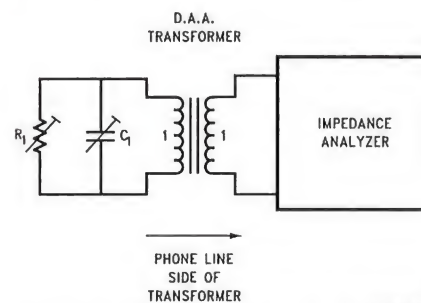 D.A.A.
TRANSFORMER
R1
C1
1
1
IMPEDANCE
ANALYZER
PHONE LINE
SIDE OF
TRANSFORMER